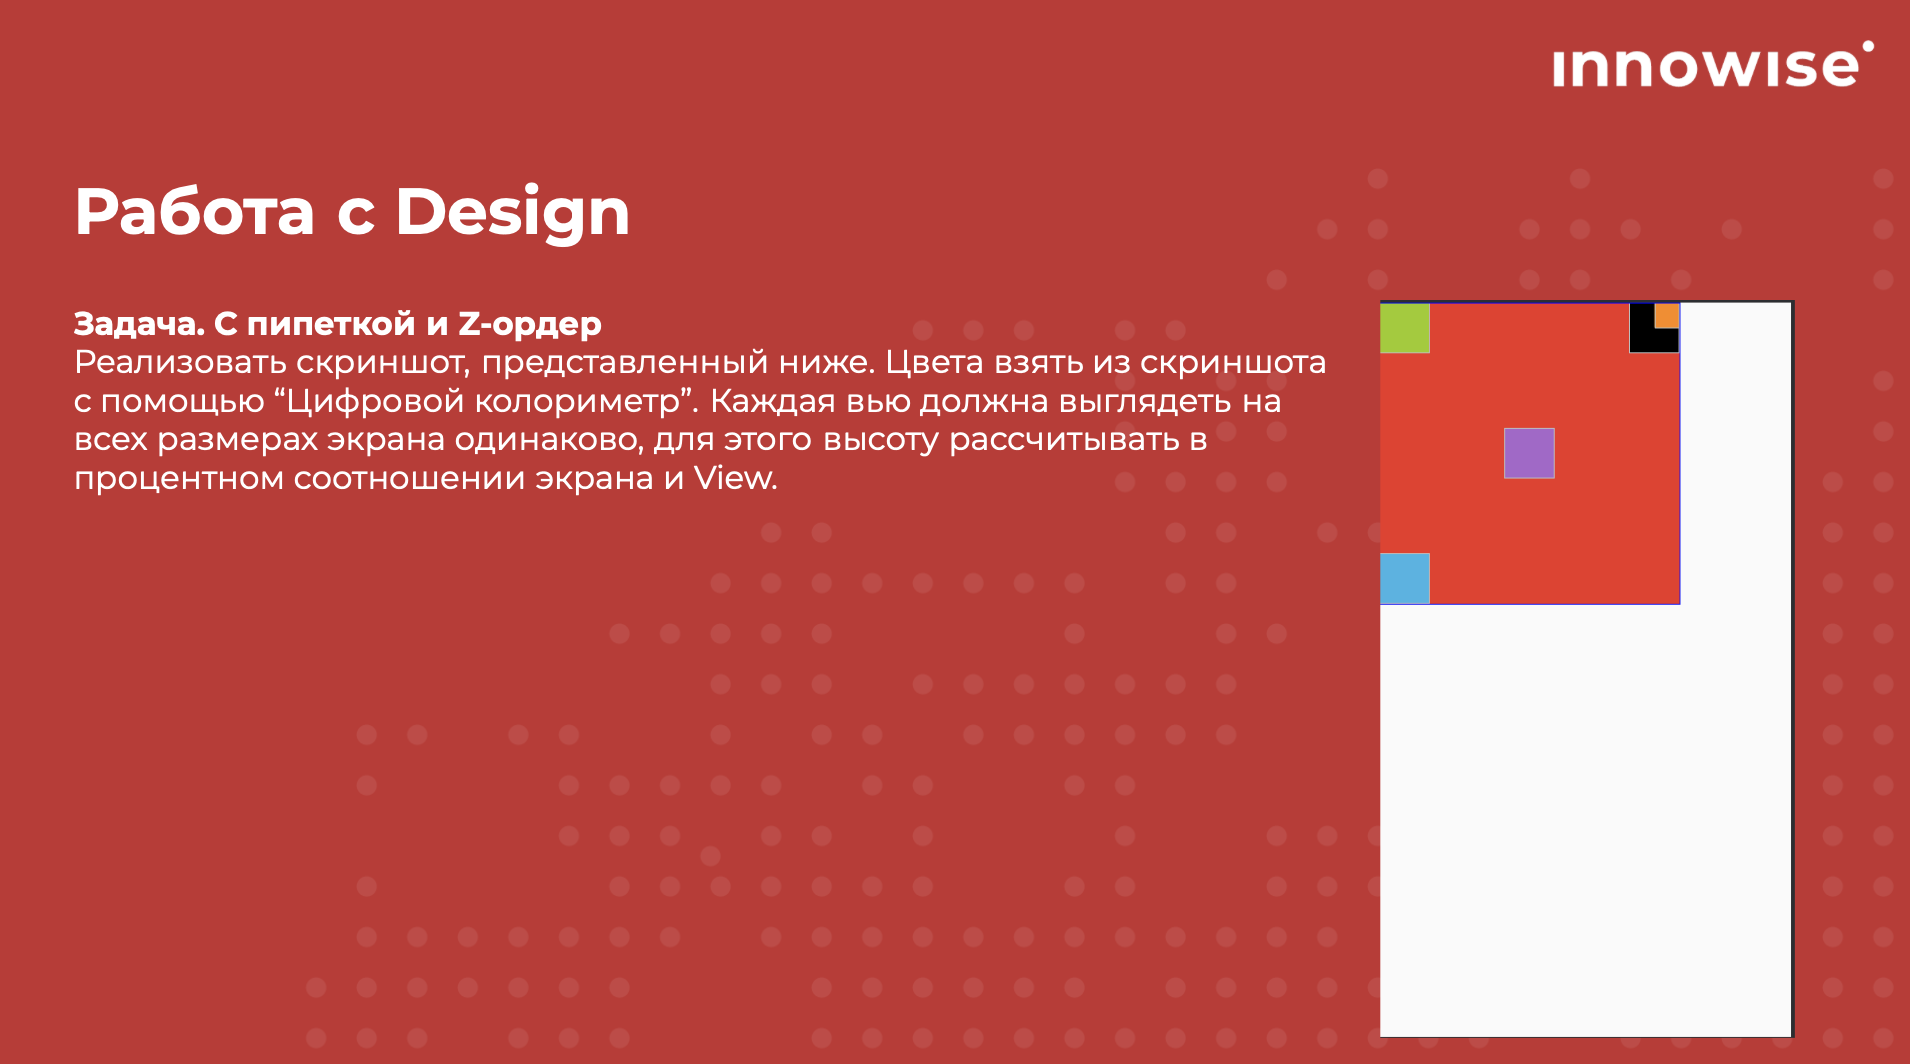 innowise
Работа с Design
Задача. С пипеткой и Z-ордер
Реализовать скриншот, представленный ниже. Цвета взять из скриншота
с помощью “Цифровой колориметр”. Каждая вью должна выглядеть на
всех размерах экрана одинаково, для этого высоту рассчитывать в
процентном соотношении экрана и View.